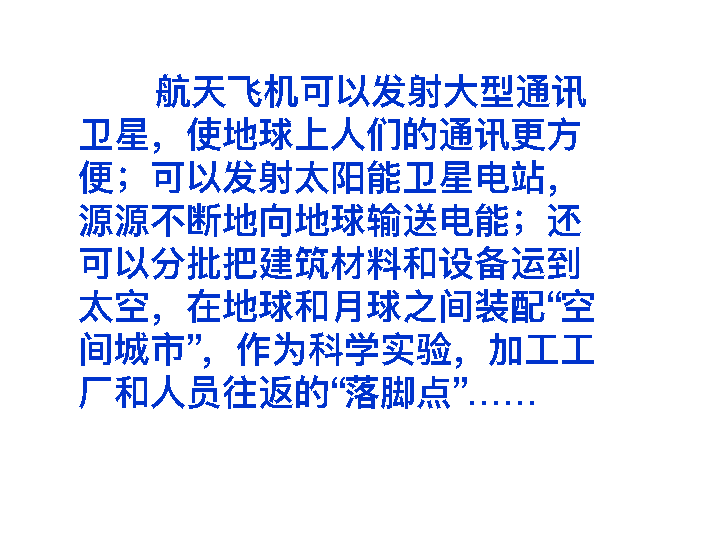 航天飞机可以发射大型通讯
卫星，使地球上人们的通讯更方
便；可以发射太阳能卫星电站，
源源不断地向地球输送电能；还
可以分批把建筑材料和设备运到
太空，在地球和月球之间装配“空
间城市”，作为科学实验，加工工
厂和人员往返的“落脚点”……